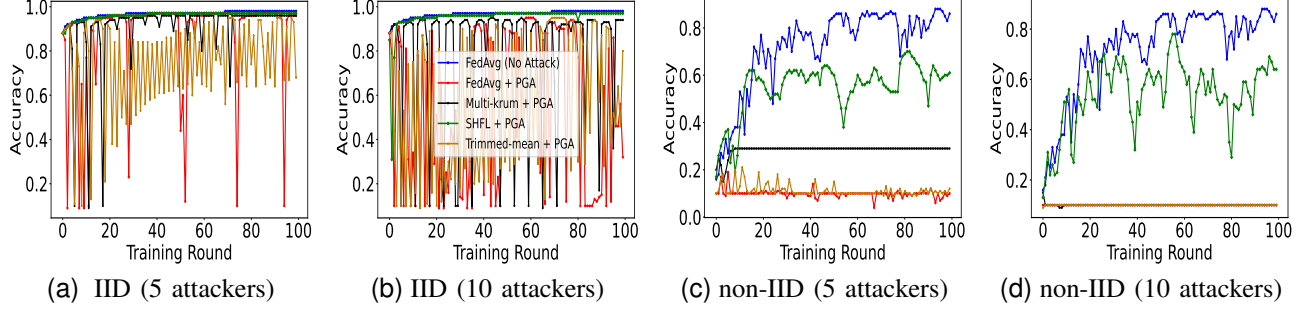 1.0
0.8
0.6
0.4
0.2
Accuracy
0 20 40 60 80 100
Training Round
(a) IID (5 attackers)
1.0
0.8
0.6
0.4
0.2
Accuracy
FedAvg (No Attack)
FedAvg + PGA
Multi-krum + PGA
SHFL + PGA
Trimmed-mean + PGA
0 20 40 60 80 100
Training Round
(b) IID (10 attackers)
0.8
0.6
0.4
0.2
0.0
Accuracy
0 20 40 60 80 100
Training Round
(c) non-IID (5 attackers)
0.8
0.6
0.4
0.2
Accuracy
0 20 40 60 80 100
Training Round
(d) non-IID (10 attackers)